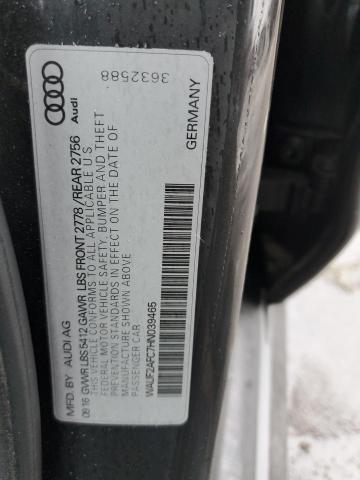 MFD. BY AUDI AG
09.16 GVWR LBS 5412 GAWR LBS FRONT 2778 / REAR 2756
THIS VEHICLE CONFORMS TO ALL APPLICABLE U.S.
FEDERAL MOTOR VEHICLE SAFETY, BUMPER AND THEFT
PREVENTION STANDARDS IN EFFECT ON THE DATE OF
MANUFACTURE SHOWN ABOVE
PASSENGER CAR
WAUF2AFC7HN039465
GERMANY
Audi
3632588